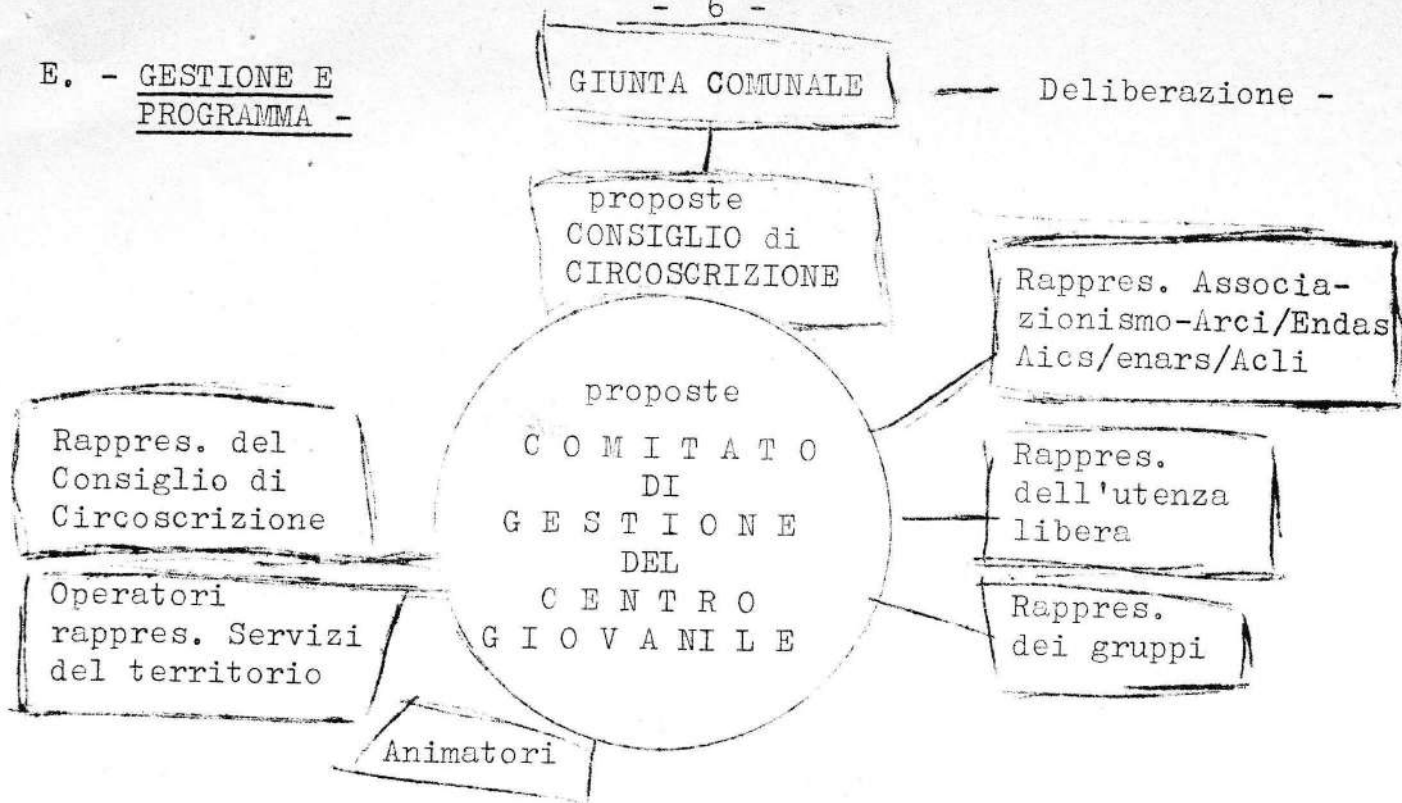 - 6 -
E. - GESTIONE E
PROGRAMMA -
GIUNTA COMUNALE
— Deliberazione -
proposte
CONSIGLIO di
CIRCOSCRIZIONE
Rappres. Associa-
zionismo-Arci/Endas
Aics/enars/Acli
proposte
C O M I T A T O
DI
G E S T I O N E
DEL
C E N T R O
G I O V A NI L E
Rappres. del
Consiglio di
Circoscrizione
Rappres.
dell'utenza
libera
Operatori
rappres. Servizi
del territorio
Rappres.
dei gruppi
Animatori